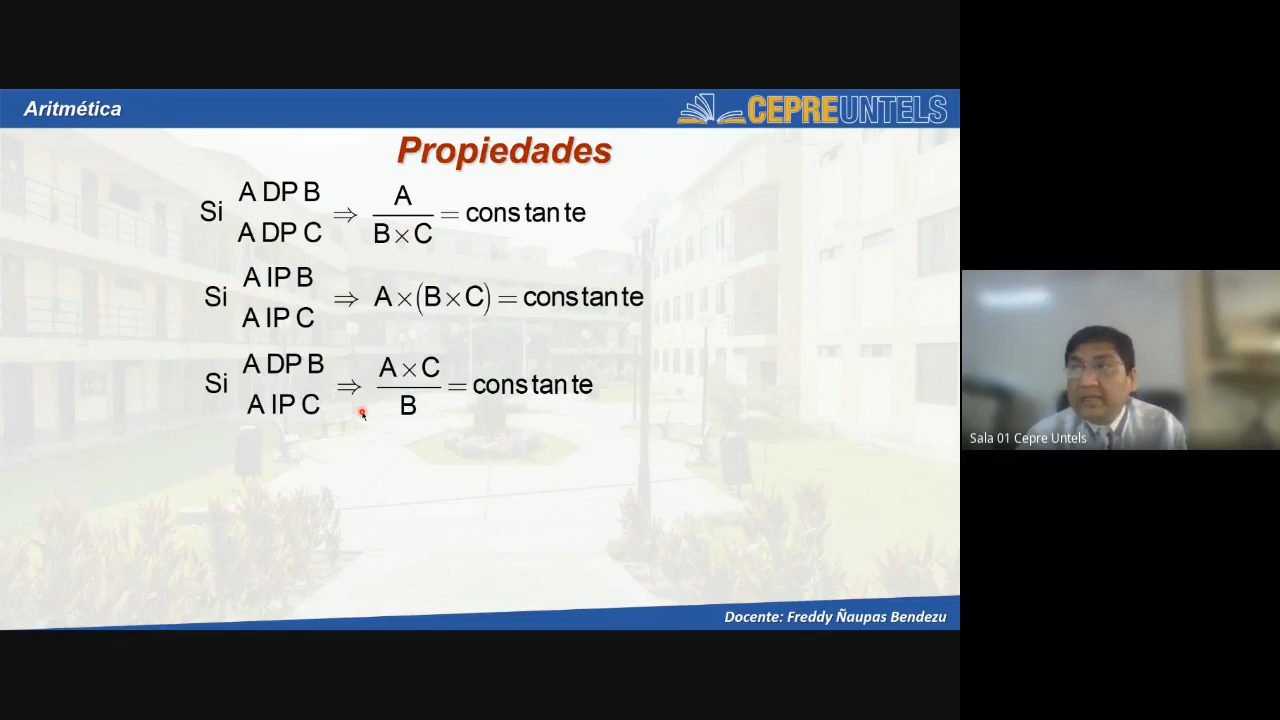 Aritmética
CEPREUNTELS
Propiedades
Si A DP B A DP C ⇒ A / B × C = constante
Si A IP B A IP C ⇒ A × (B × C) = constante
Si A DP B A IP C ⇒ A × C / B = constante
Sala 01 Cepre Untels
Docente: Freddy Ñaupas Bendezu